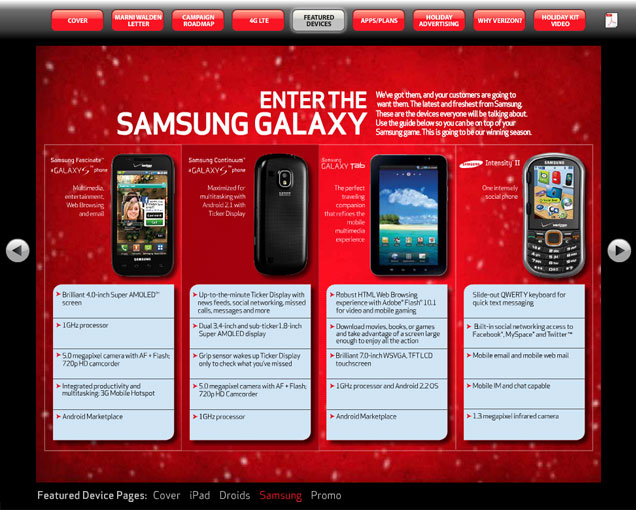 COVER
MARNI WALDEN
LETTER
CAMPAIGN
ROADMAP
4G LTE
FEATURED
DEVICES
APPS/PLANS
HOLIDAY
ADVERTISING
WHY VERIZON?
HOLIDAY KIT
VIDEO
ENTER THE
SAMSUNG GALAXY
We've got them, and your customers are going to
want them. The latest and freshest from Samsung.
These are the devices everyone will be talking about.
Use the guide below so you can be on top of your
Samsung game. This is going to be our winning season.
Samsung Fascinate™
a GALAXY S™ phone
Multimedia,
entertainment,
Web Browsing
and email
Samsung Continuum™
a GALAXY S™ phone
Maximized for
multitasking with
Android 2.1 with
Ticker Display
Samsung
GALAXY Tab
The perfect
travelling
companion
that refines the
mobile
multimedia
experience
SAMSUNG Intensity™ II
One intensely
social phone
Brilliant 4.0-inch Super AMOLED™
screen
1GHz processor
5.0 megapixel camera with AF + Flash;
720p HD camcorder
Integrated productivity and
multitasking: 3G Mobile Hotspot
Android Marketplace
Up-to-the-minute Ticker Display with
news feeds, social networking, missed
calls, messages and more
Dual 3.4-inch and sub-ticker 1.8-inch
Super AMOLED display
Grip sensor wakes up Ticker Display
only to check what you've missed
5.0 megapixel camera with AF + Flash;
720p HD Camcorder
1GHz processor
Robust HTML Web Browsing
experience with Adobe® Flash® 10.1
for video and mobile gaming
Download movies, books, or games
and take advantage of a screen large
enough to enjoy all the action
Brilliant 7.0-inch WSVGA, TFT LCD
touchscreen
1GHz processor and Android 2.2 OS
Android Marketplace
Slide-out QWERTY keyboard for
quick text messaging
Built-in social networking access to
Facebook®, MySpace® and Twitter™
Mobile email and mobile web mail
Mobile IM and chat capable
1.3 megapixel infrared camera
Featured Device Pages: Cover iPad Droids Samsung Promo